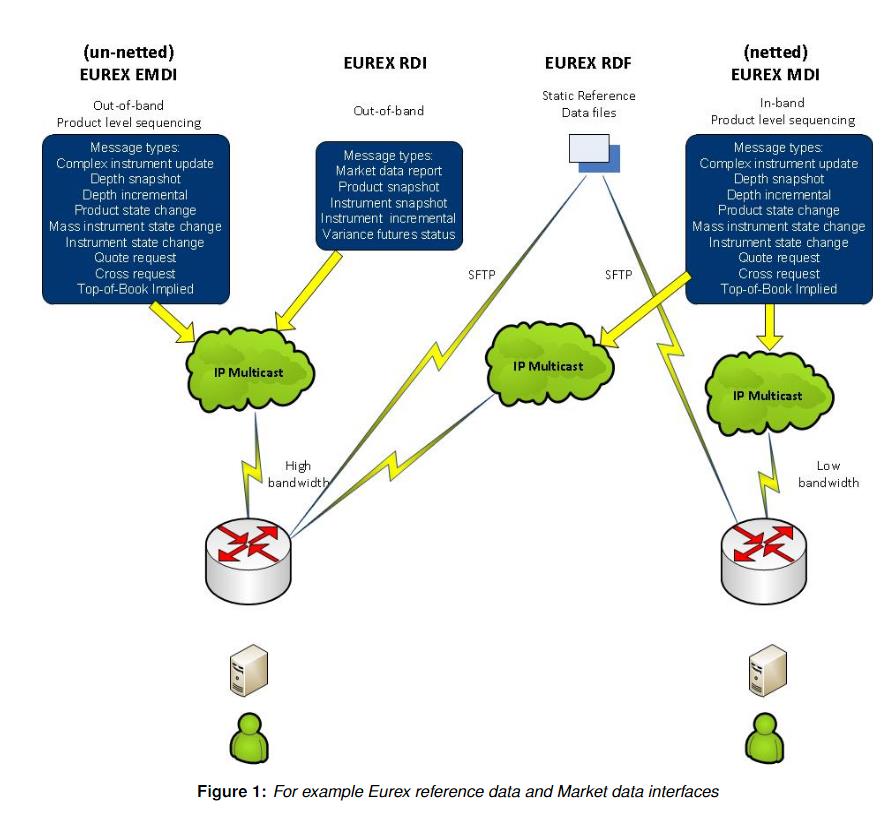 (un-netted)
EUREX EMDI
Out-of-band
Product level sequencing
Message types:
Complex instrument update
Depth snapshot
Depth incremental
Product state change
Mass instrument state change
Instrument state change
Quote request
Cross request
Top-of-Book Implied
EUREX RDI
Out-of-band
Message types:
Market data report
Product snapshot
Instrument snapshot
Instrument incremental
Variance futures status
EUREX RDF
Static Reference
Data files
(netted)
EUREX MDI
In-band
Product level sequencing
Message types:
Complex instrument update
Depth snapshot
Depth incremental
Product state change
Mass instrument state change
Instrument state change
Quote request
Cross request
Top-of-Book Implied
SFTP
SFTP
IP Multicast
IP Multicast
IP Multicast
High
bandwidth
Low
bandwidth
Figure 1: For example Eurex reference data and Market data interfaces